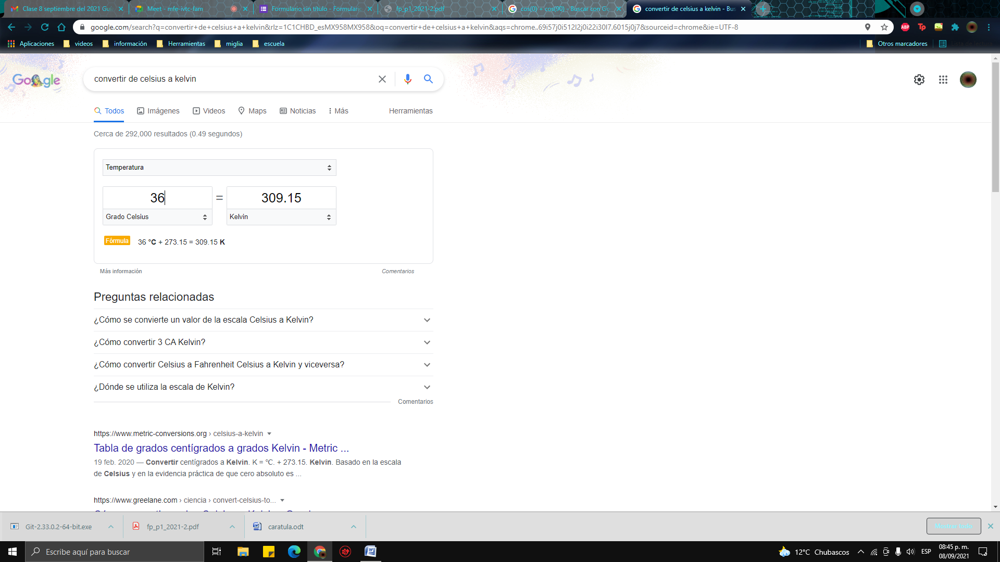 Clase 8 septiembre del 2021 Gui
Meet - mfe-ivtc-fam
Formulario sin título - Formulario
fp_p1_2021-2.pdf
cos(0) + cos(90) - Buscar con Go
convertir de celsius a kelvin - Bus
google.com/search?q=convertir+de+celsius+a+kelvin&rlz=1C1CHBD_esMX958MX958&oq=convertir+de+celsius+a+kelvin&aqs=chrome..69i57j0i512l2j0i22i30l7.6015j0j7&sourceid=chrome&ie=UTF-8
ABP
Tp
Aplicaciones
videos
información
Herramientas
miglia
escuela
Otros marcadores
Google
convertir de celsius a kelvin
Todos
Imágenes
Videos
Maps
Noticias
Más
Herramientas
Cerca de 292,000 resultados (0.49 segundos)
Temperatura
36 = 309.15
Grado Celsius
Kelvin
Fórmula
36 °C + 273.15 = 309.15 K
Más información
Comentarios
Preguntas relacionadas
¿Cómo se convierte un valor de la escala Celsius a Kelvin?
¿Cómo convertir 3 CA Kelvin?
¿Cómo convertir Celsius a Fahrenheit Celsius a Kelvin y viceversa?
¿Dónde se utiliza la escala de Kelvin?
Comentarios
https://www.metric-conversions.org › celsius-a-kelvin
Tabla de grados centígrados a grados Kelvin - Metric ...
19 feb. 2020 — Convertir centígrados a Kelvin. K = °C. + 273.15. Kelvin. Basado en la escala
de Celsius y en la evidencia práctica de que cero absoluto es ...
https://www.greelane.com › ciencia › convert-celsius-to...
Git-2.33.0.2-64-bit.exe
fp_p1_2021-2.pdf
caratula.odt
Mostrar todo
Escribe aquí para buscar
12°C Chubascos
ESP
08:45 p. m.
08/09/2021